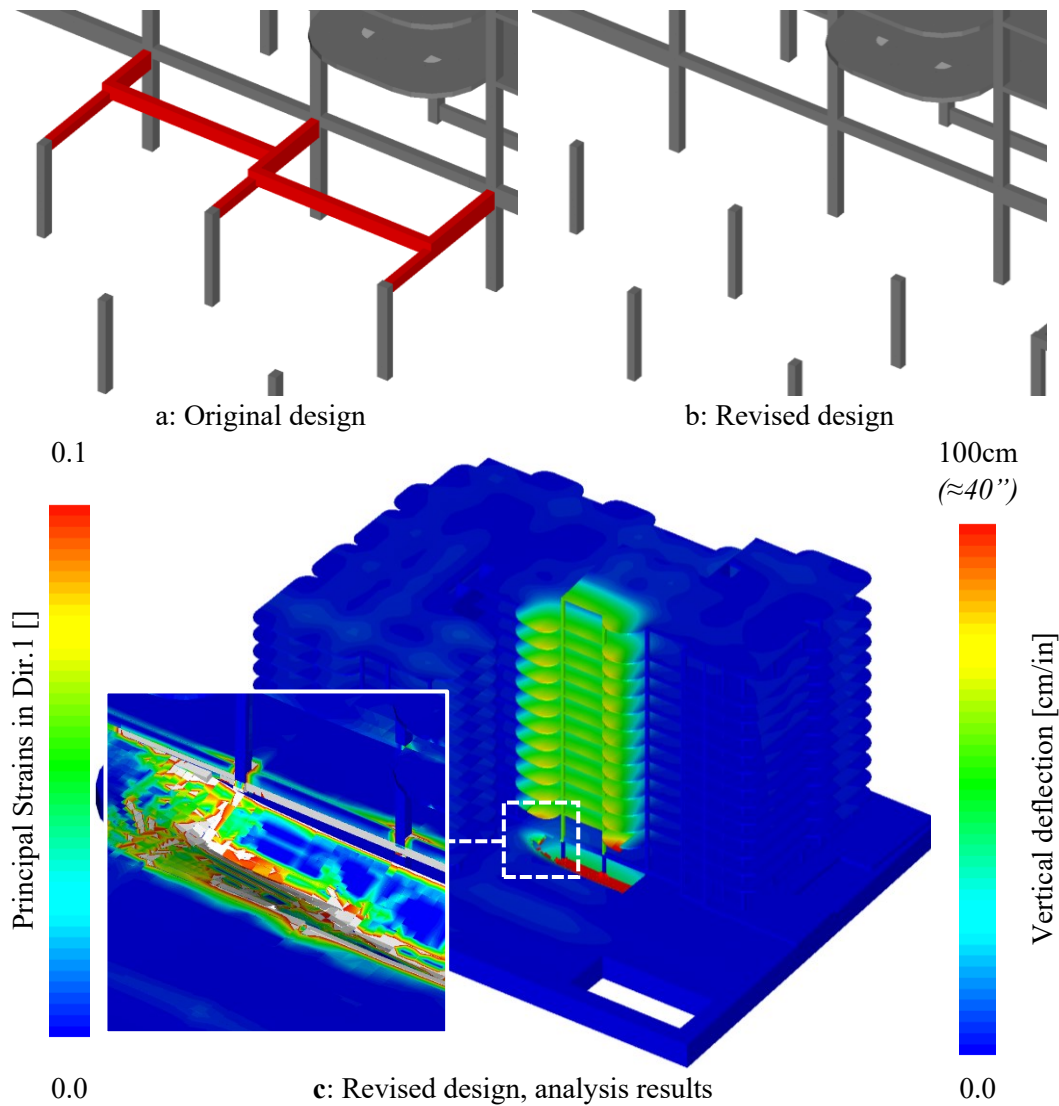 a: Original design
b: Revised design
0.1
100cm
(≈40”)
Principal Strains in Dir.1 []
Vertical deflection [cm/in]
0.0
c: Revised design, analysis results
0.0